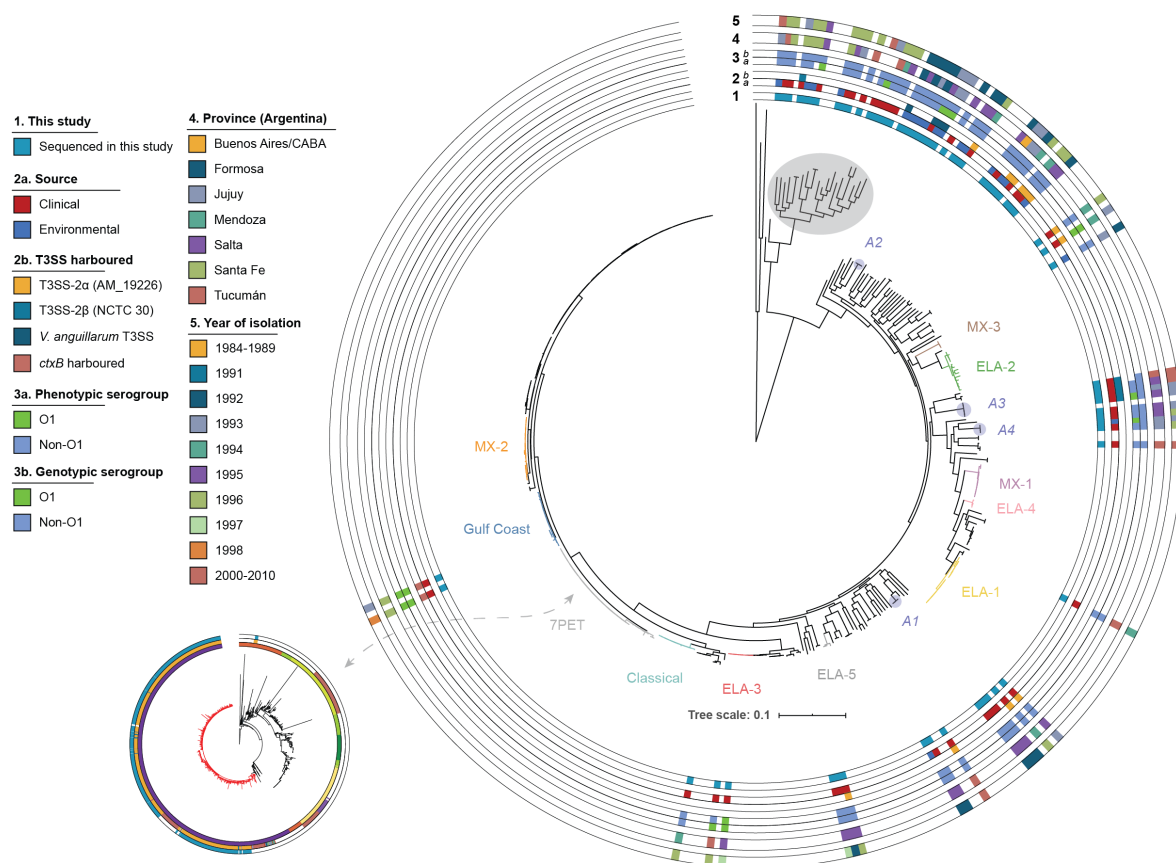 1. This study
Sequenced in this study
2a. Source
Clinical
Environmental
2b. T3SS harboured
T3SS-2α (AM_19226)
T3SS-2β (NCTC 30)
V. anguillarum T3SS
ctxB harboured
3a. Phenotypic serogroup
O1
Non-O1
3b. Genotypic serogroup
O1
Non-O1
4. Province (Argentina)
Buenos Aires/CABA
Formosa
Jujuy
Mendoza
Salta
Santa Fe
Tucumán
5. Year of isolation
1984-1989
1991
1992
1993
1994
1995
1996
1997
1998
2000-2010
5
4
3 b
a
2 b
a
1
A2
MX-3
ELA-2
A3
A4
MX-1
ELA-4
ELA-1
A1
ELA-5
ELA-3
Classical
7PET
Gulf Coast
MX-2
Tree scale: 0.1